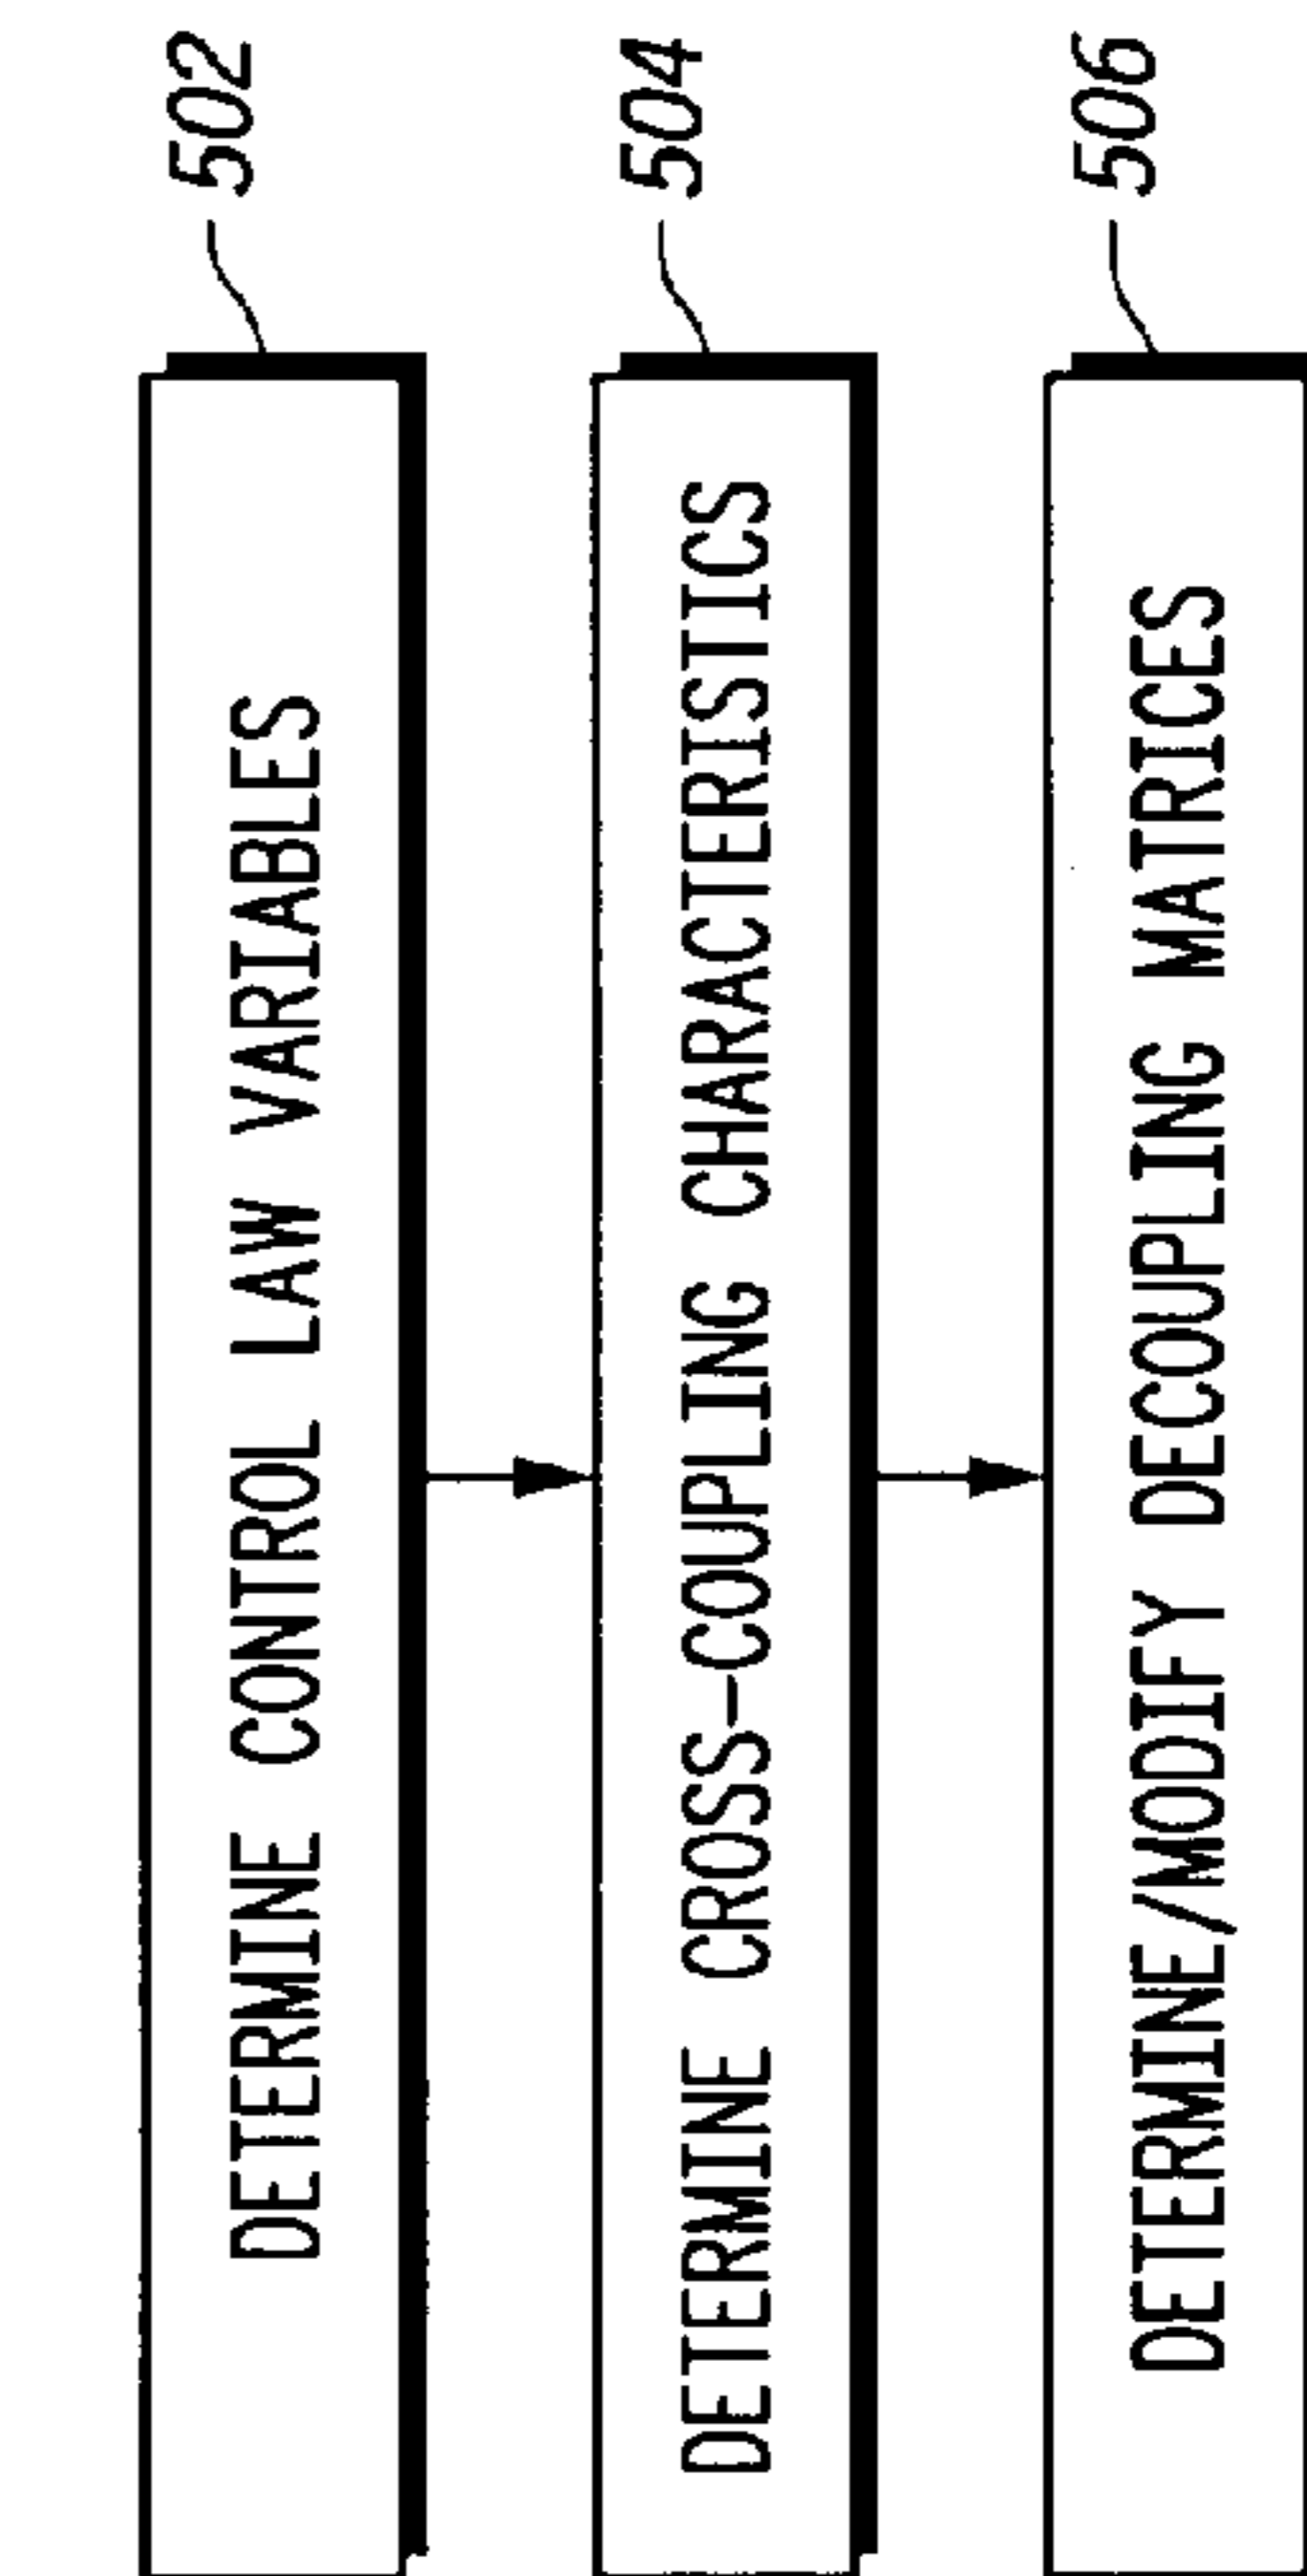 DETERMINE CONTROL LAW VARIABLES
502
DETERMINE CROSS-COUPLING CHARACTERISTICS
504
DETERMINE/MODIFY DECOUPLING MATRICES
506